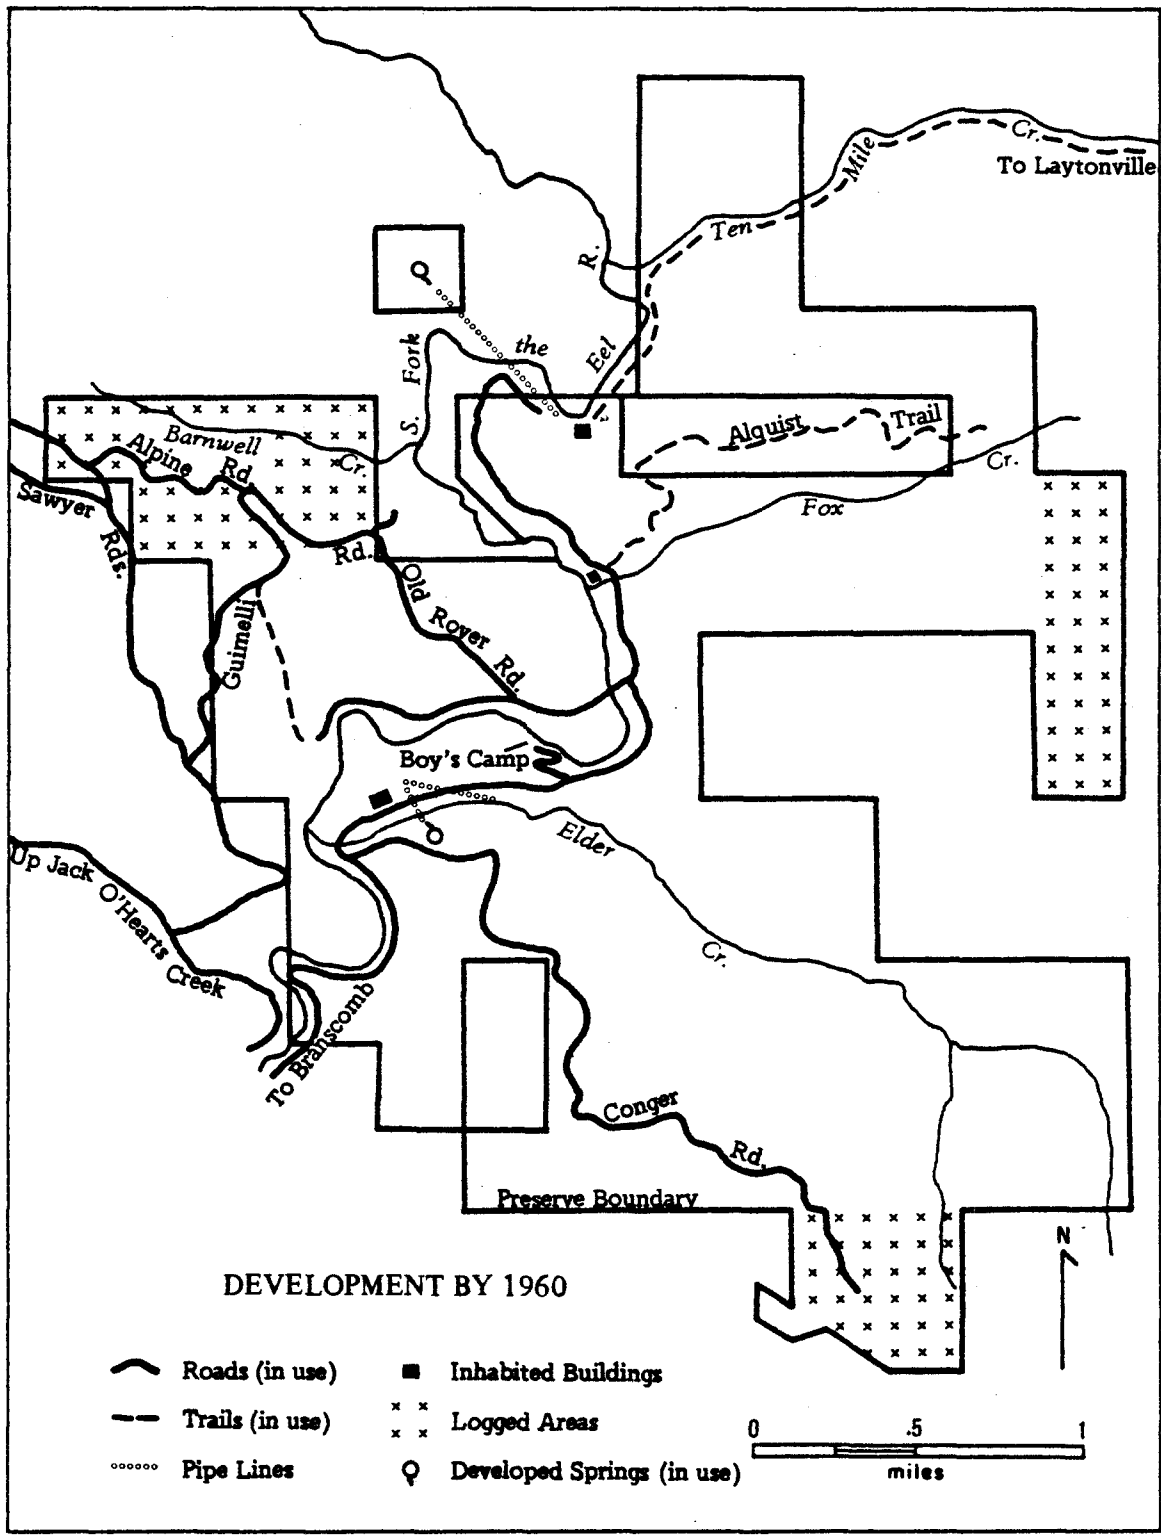 Cr.
Mile
To Laytonville
Ten
R.
the
Eel
S. Fork
Alquist Trail
Barnwell
Cr.
Alpine Rd.
Cr.
Fox
Sawyer
Rds.
Rd.
Old Rover Rd.
Guimelli
Boy's Camp
Elder
Up Jack
O'Hearts
Creek
Cr.
To Branscomb
Conger
Rd.
Preserve Boundary
N
DEVELOPMENT BY 1960
Roads (in use)
Inhabited Buildings
Trails (in use)
Logged Areas
Pipe Lines
Developed Springs (in use)
0 .5 1
miles